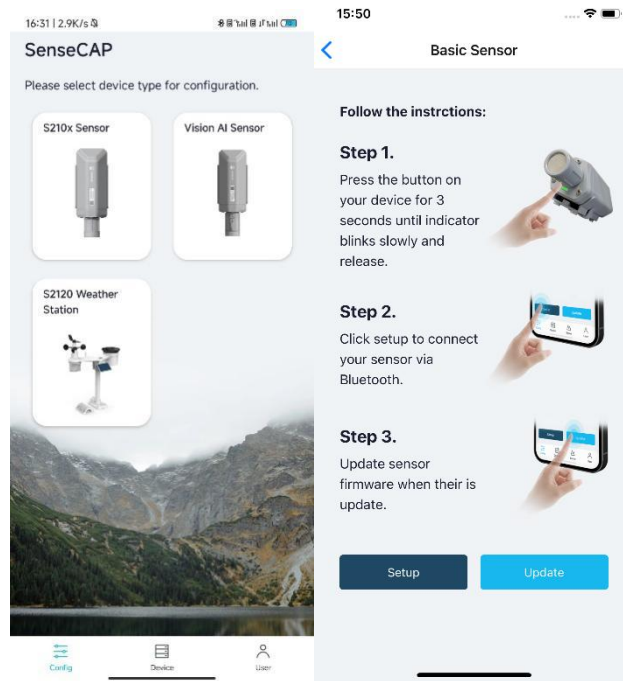 16:31 | 2.9K/s
SenseCAP
Please select device type for configuration.
S210x Sensor
Vision AI Sensor
S2120 Weather
Station
Config
Device
User
15:50
Basic Sensor
Follow the instrctions:
Step 1.
Press the button on
your device for 3
seconds until indicator
blinks slowly and
release.
Step 2.
Click setup to connect
your sensor via
Bluetooth.
Step 3.
Update sensor
firmware when their is
update.
Setup
Update